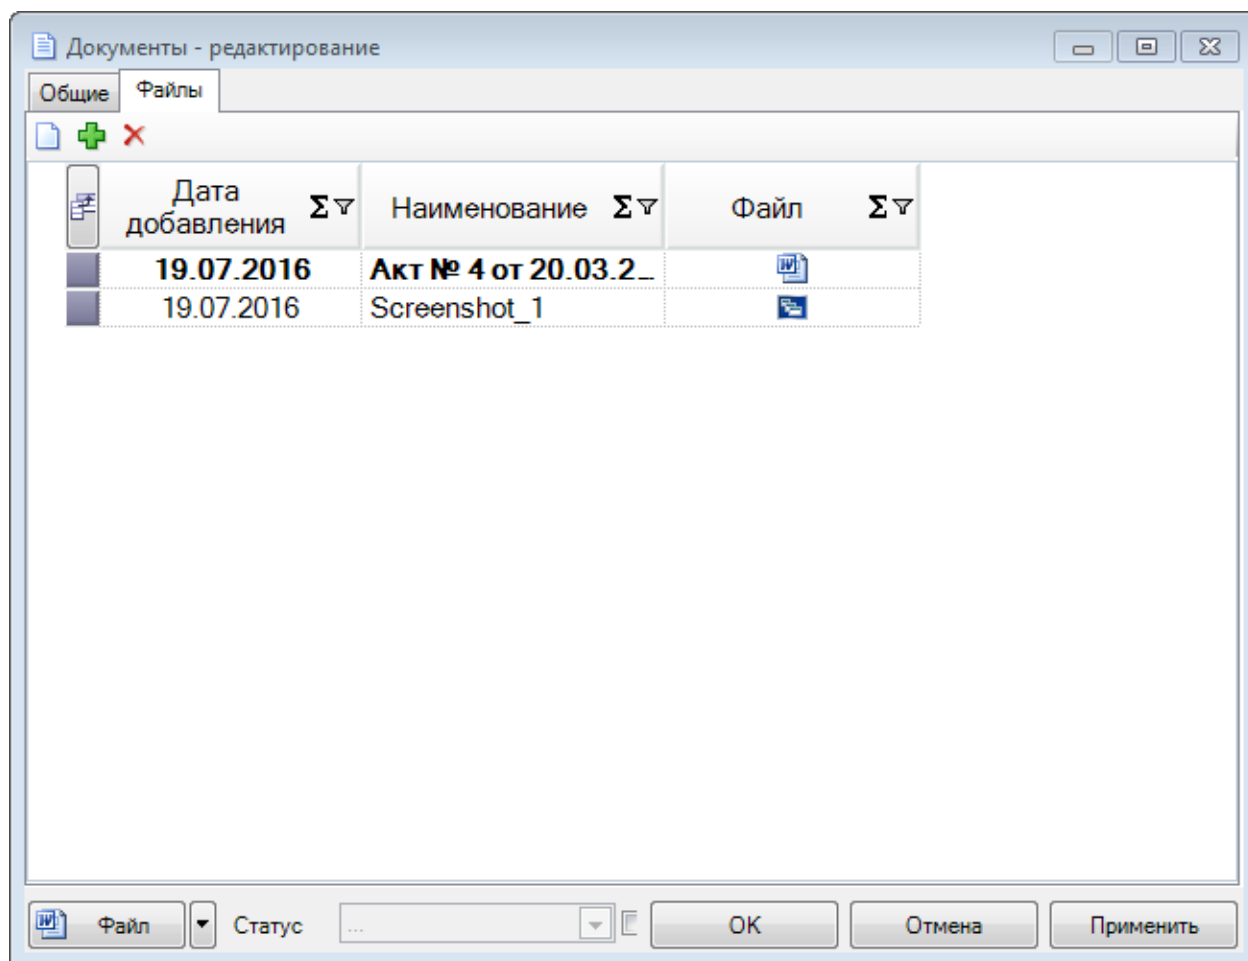 Документы - редактирование
Общие Файлы
Дата добавления Σ Наименование Σ Файл Σ
19.07.2016 Акт № 4 от 20.03.2...
19.07.2016 Screenshot_1
Файл Статус ... OK Отмена Применить